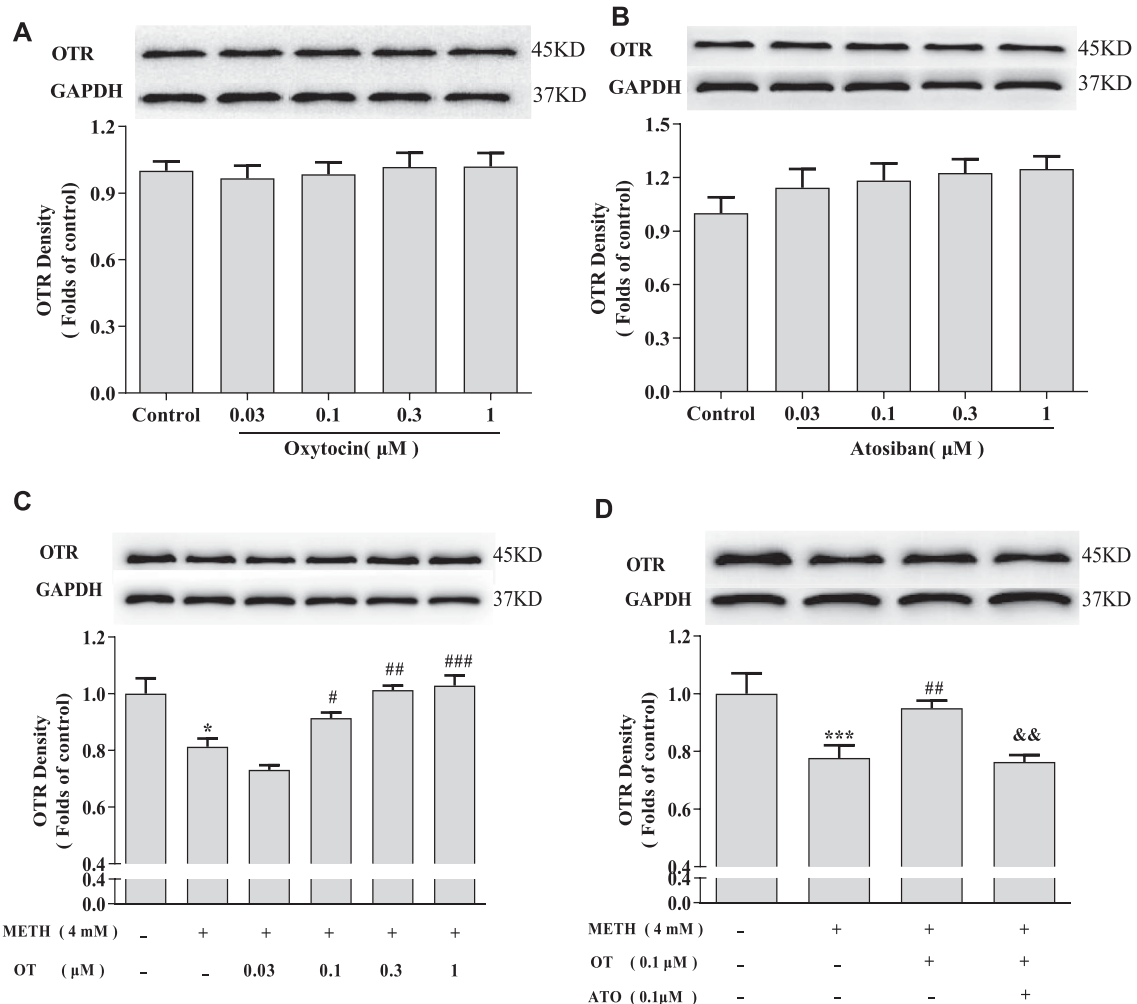 A
OTR
45KD
GAPDH
37KD
OTR Density
( Folds of control)
1.2
0.9
0.6
0.3
0.0
Control 0.03 0.1 0.3 1
Oxytocin( μM )
B
OTR
45KD
GAPDH
37KD
OTR Density
( Folds of control)
1.5
1.2
0.9
0.6
0.3
0.0
Control 0.03 0.1 0.3 1
Atosiban( μM )
C
OTR
45KD
GAPDH
37KD
OTR Density
( Folds of control)
1.2
1.0
0.8
0.6
0.4
0.4
0.0
* # ## ###
METH ( 4 mM ) - + + + + +
OT ( μM ) - - 0.03 0.1 0.3 1
D
OTR
45KD
GAPDH
37KD
OTR Density
( Folds of control)
1.2
1.0
0.8
0.6
0.4
0.4
0.0
*** ## &&
METH ( 4 mM ) - + + +
OT ( 0.1 μM ) - - + +
ATO ( 0.1μM ) - - - +